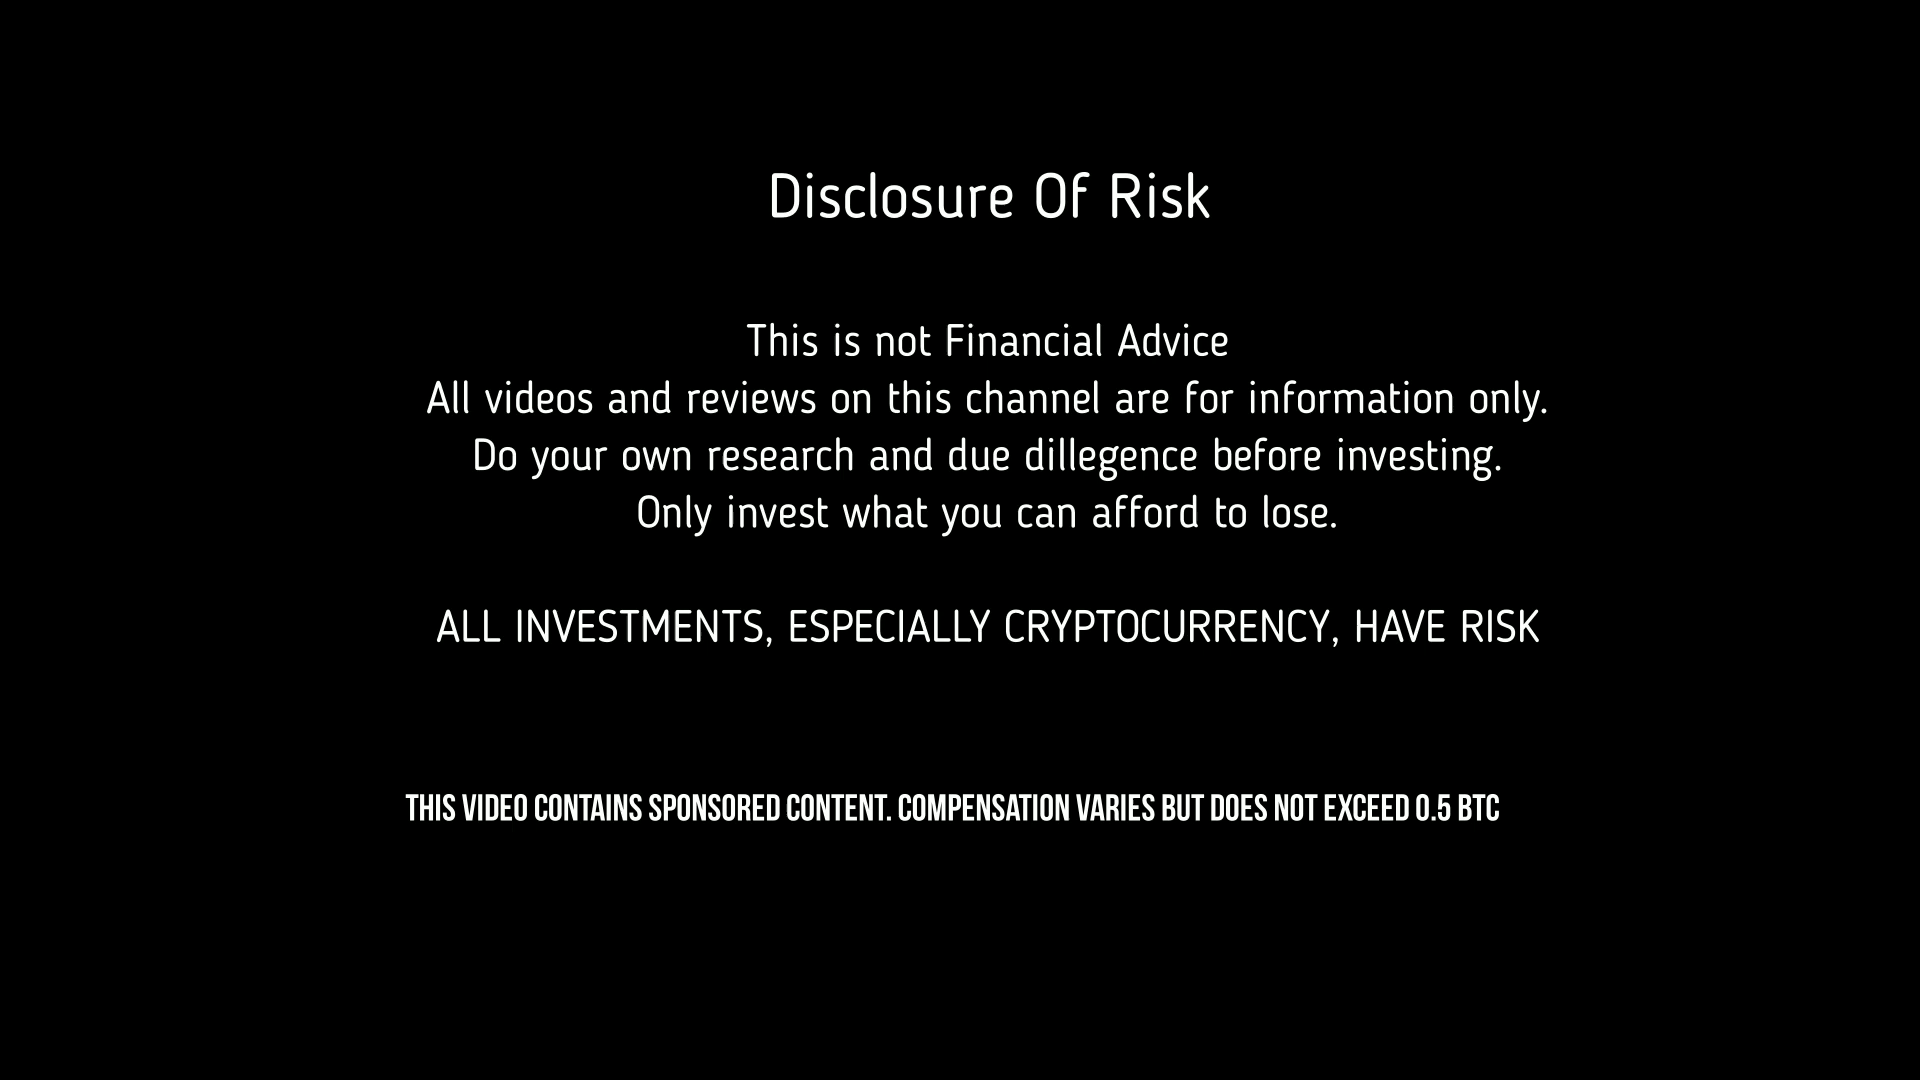 Disclosure Of Risk
This is not Financial Advice
All videos and reviews on this channel are for information only.
Do your own research and due dillegence before investing.
Only invest what you can afford to lose.
ALL INVESTMENTS, ESPECIALLY CRYPTOCURRENCY, HAVE RISK
THIS VIDEO CONTAINS SPONSORED CONTENT. COMPENSATION VARIES BUT DOES NOT EXCEED 0.5 BTC